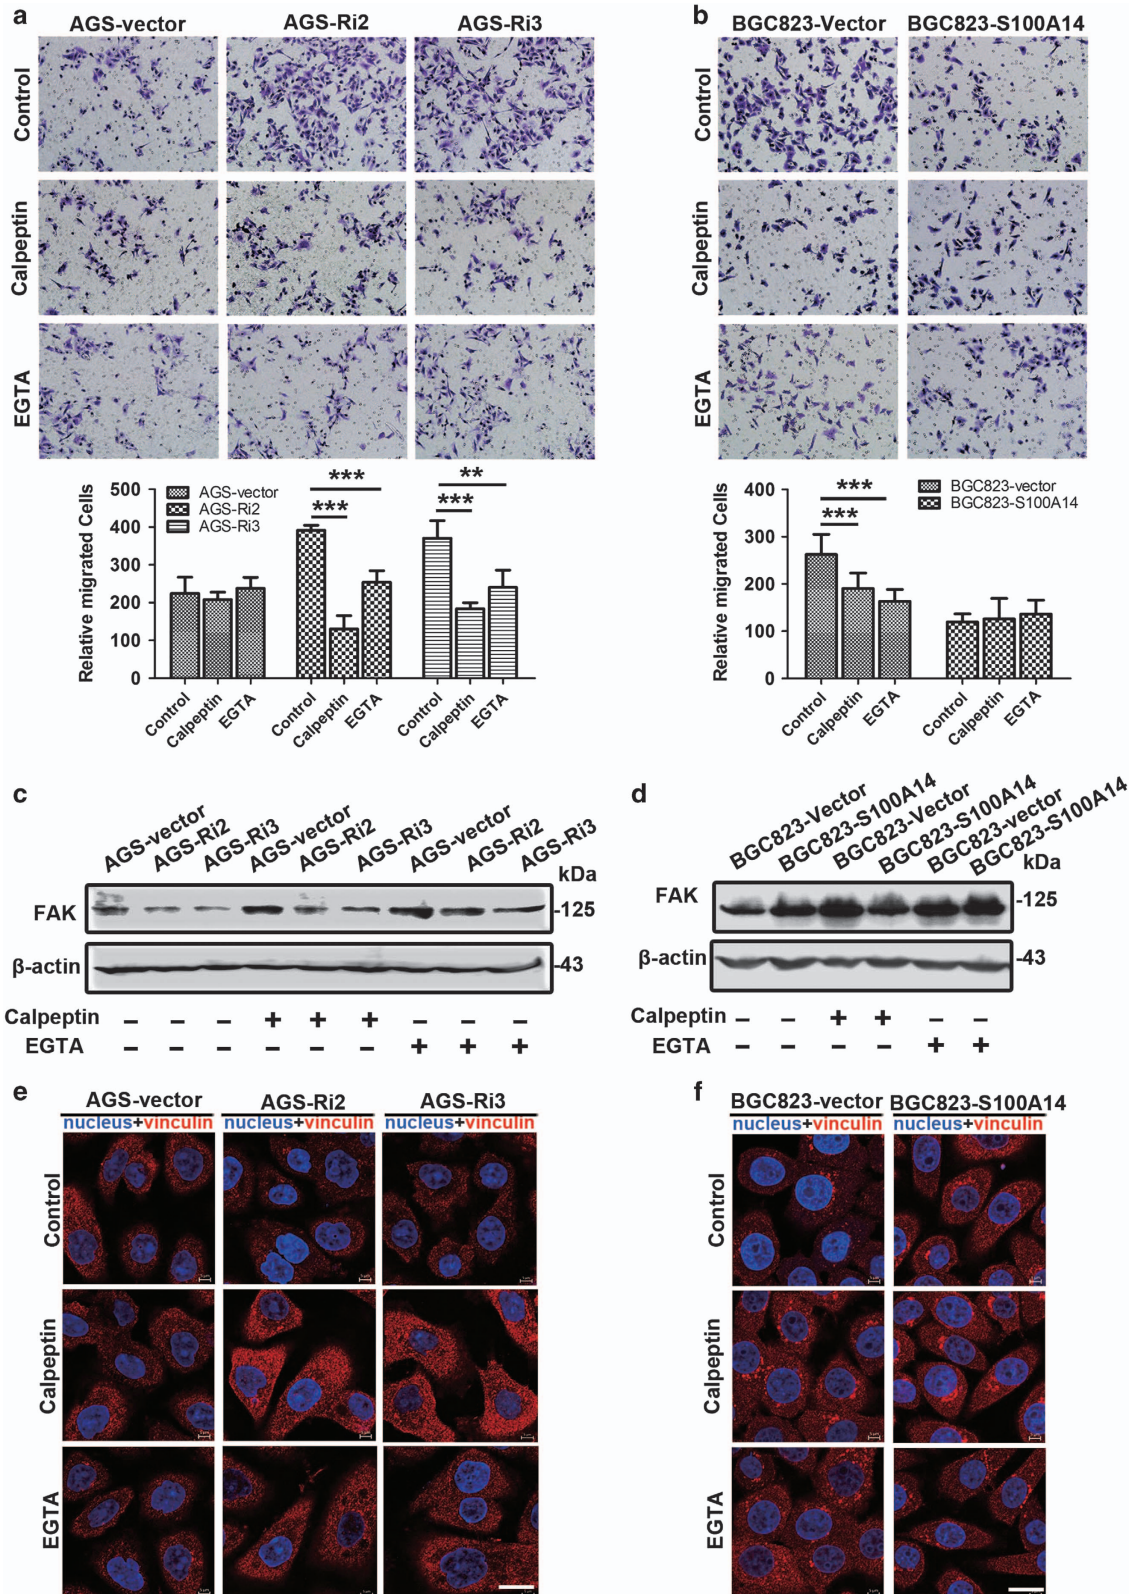 a
AGS-vector AGS-Ri2 AGS-Ri3
Control
Calpeptin
EGTA
Relative migrated Cells
500
400
300
200
100
0
AGS-vector
AGS-Ri2
AGS-Ri3
*** ***
** ***
Control Calpeptin EGTA Control Calpeptin EGTA Control Calpeptin EGTA
b
BGC823-Vector BGC823-S100A14
Control
Calpeptin
EGTA
Relative migrated Cells
400
300
200
100
0
BGC823-vector
BGC823-S100A14
*** ***
Control Calpeptin EGTA Control Calpeptin EGTA
c
AGS-vector AGS-Ri2 AGS-Ri3 AGS-vector AGS-Ri2 AGS-Ri3 AGS-vector AGS-Ri2 AGS-Ri3
kDa
FAK -125
β-actin -43
Calpeptin – – – + + + – – –
EGTA – – – – – – + + +
d
BGC823-Vector BGC823-S100A14 BGC823-Vector BGC823-S100A14 BGC823-vector BGC823-S100A14
kDa
FAK -125
β-actin -43
Calpeptin – – + + – –
EGTA – – – – + +
e
AGS-vector AGS-Ri2 AGS-Ri3
nucleus+vinculin nucleus+vinculin nucleus+vinculin
Control
Calpeptin
EGTA
f
BGC823-vector BGC823-S100A14
nucleus+vinculin nucleus+vinculin
Control
Calpeptin
EGTA